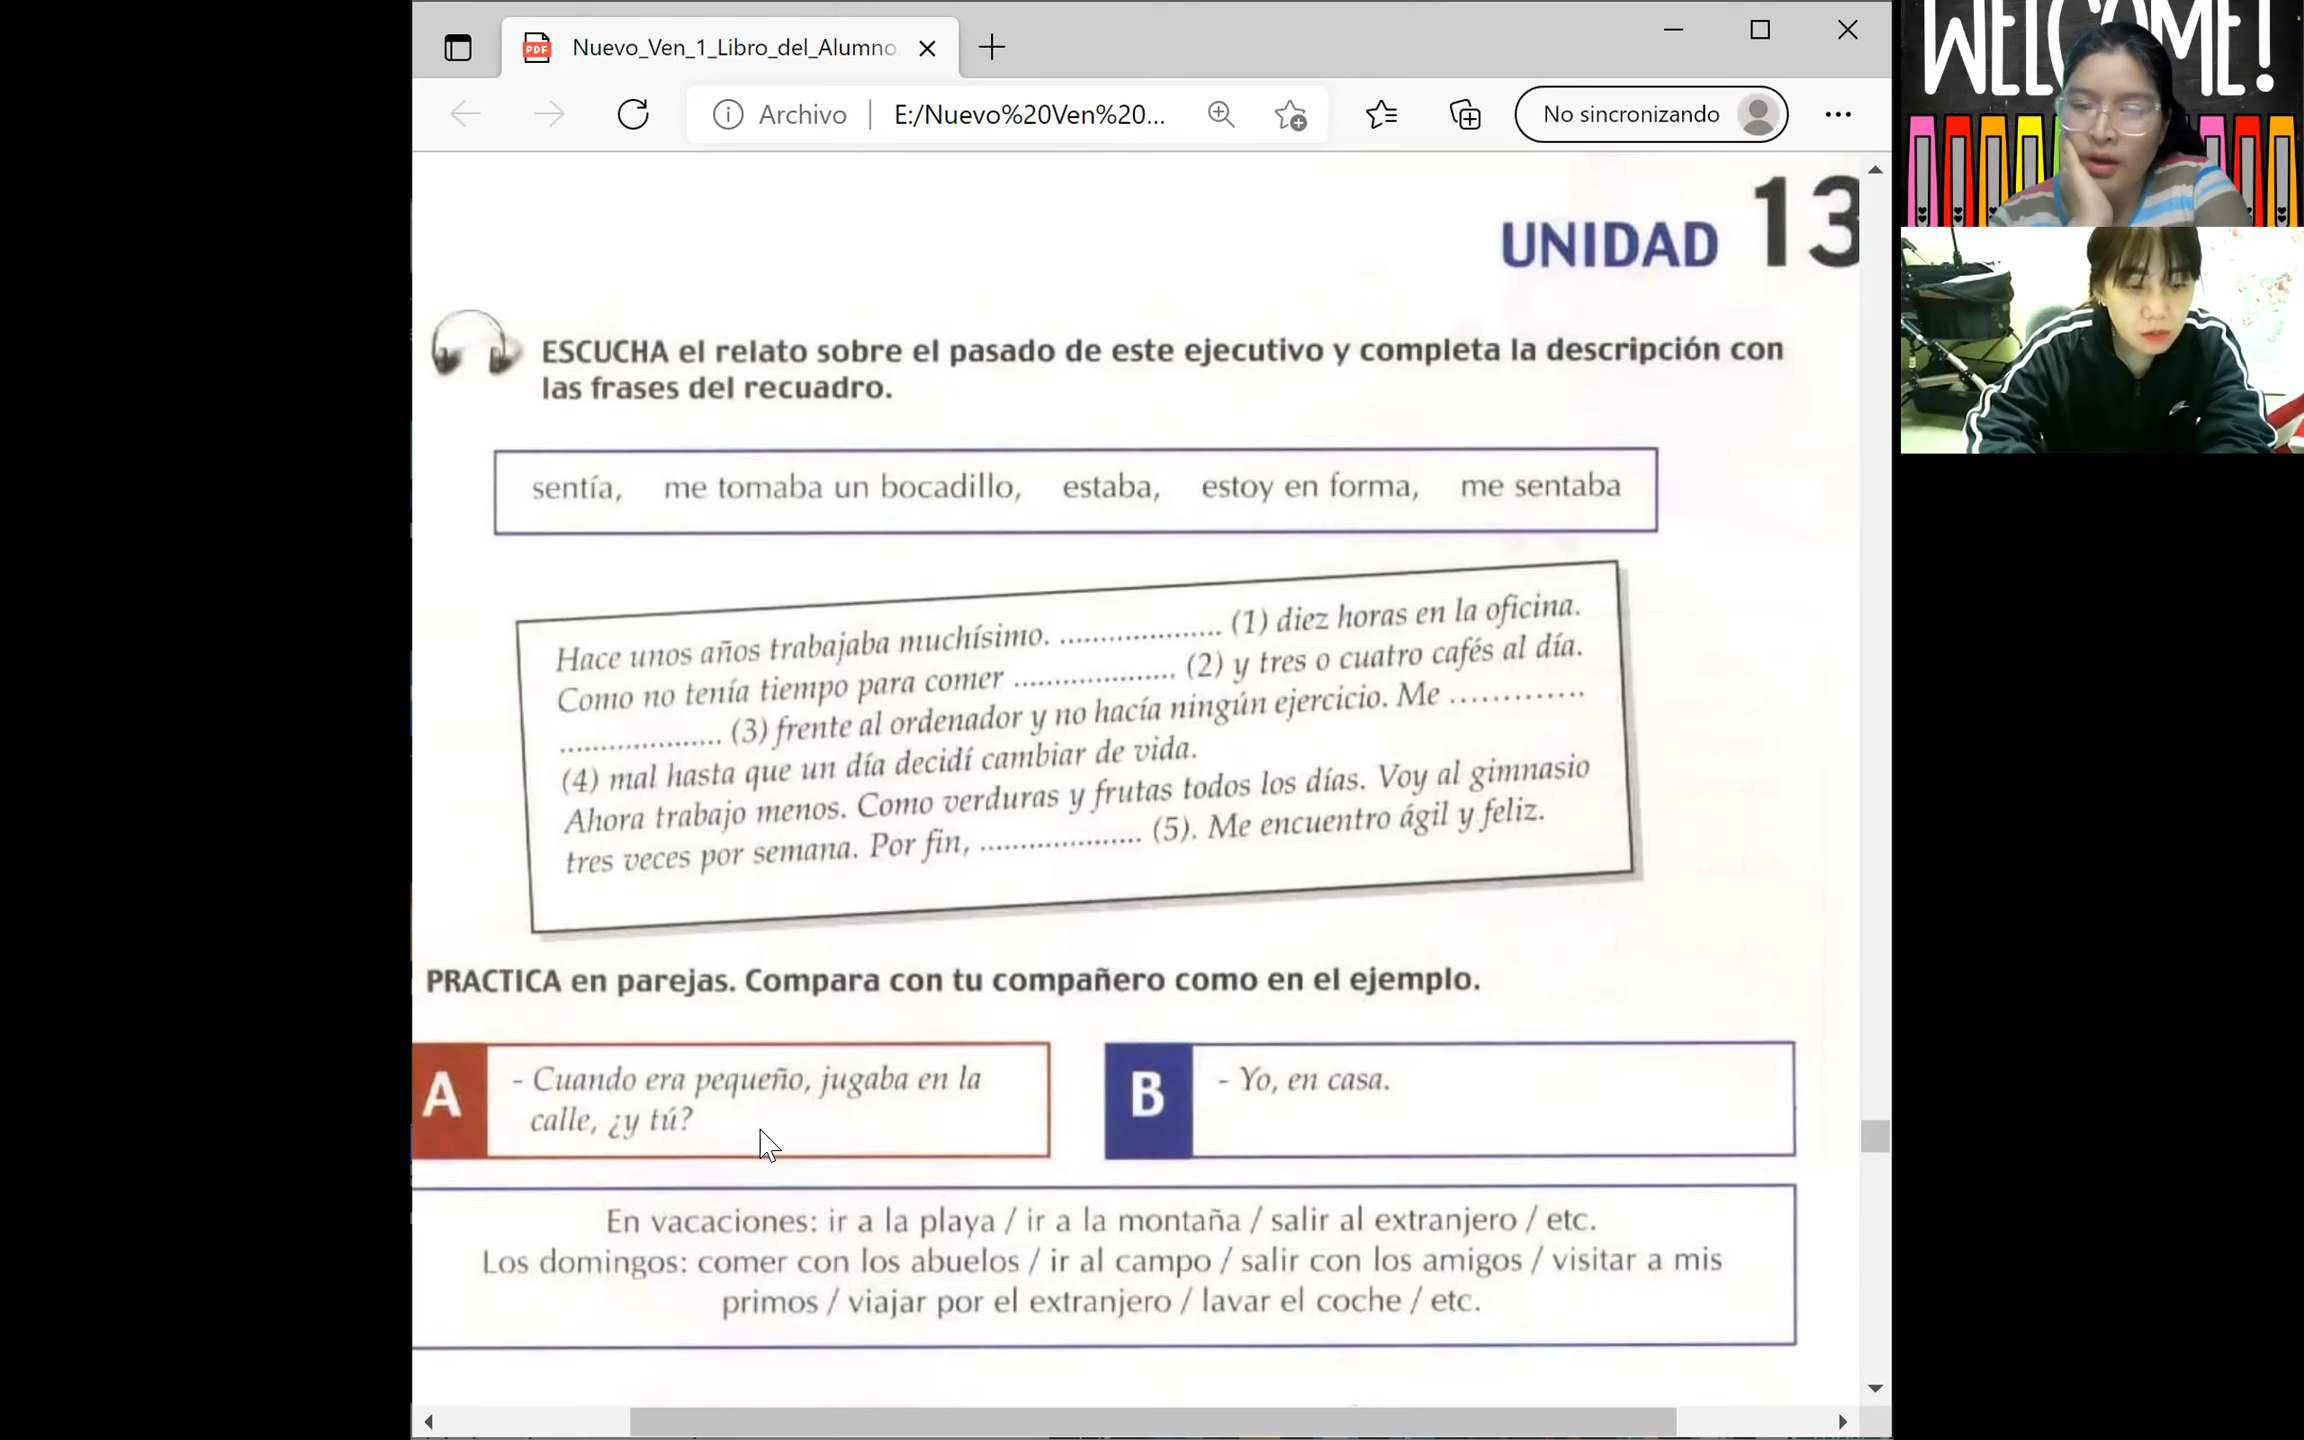 Nuevo_Ven_1_Libro_del_Alumno
Archivo
E:/Nuevo%20Ven%20...
No sincronizando
WELCOME!
UNIDAD 13
ESCUCHA el relato sobre el pasado de este ejecutivo y completa la descripción con
las frases del recuadro.
sentía, me tomaba un bocadillo, estaba, estoy en forma, me sentaba
Hace unos años trabajaba muchísimo. .................... (1) diez horas en la oficina.
Como no tenía tiempo para comer .................... (2) y tres o cuatro cafés al día.
.................... (3) frente al ordenador y no hacía ningún ejercicio. Me .............
(4) mal hasta que un día decidí cambiar de vida.
Ahora trabajo menos. Como verduras y frutas todos los días. Voy al gimnasio
tres veces por semana. Por fin, .................... (5). Me encuentro ágil y feliz.
PRACTICA en parejas. Compara con tu compañero como en el ejemplo.
A
- Cuando era pequeño, jugaba en la
calle, ¿y tú?
B
- Yo, en casa.
En vacaciones: ir a la playa / ir a la montaña / salir al extranjero / etc.
Los domingos: comer con los abuelos / ir al campo / salir con los amigos / visitar a mis
primos / viajar por el extranjero / lavar el coche / etc.